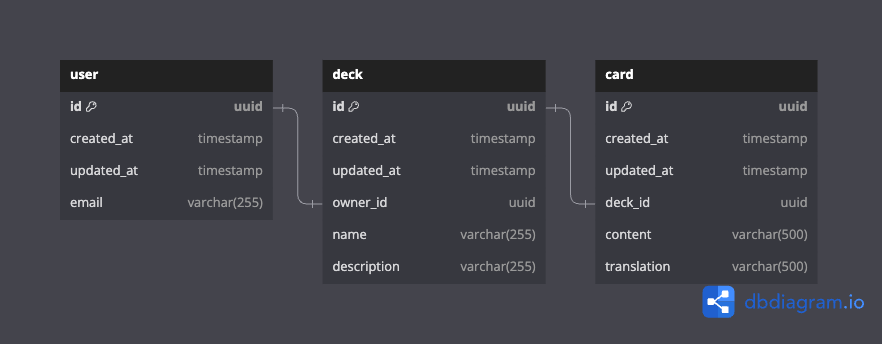 user
id uuid
created_at timestamp
updated_at timestamp
email varchar(255)
deck
id uuid
created_at timestamp
updated_at timestamp
owner_id uuid
name varchar(255)
description varchar(255)
card
id uuid
created_at timestamp
updated_at timestamp
deck_id uuid
content varchar(500)
translation varchar(500)
dbdiagram.io